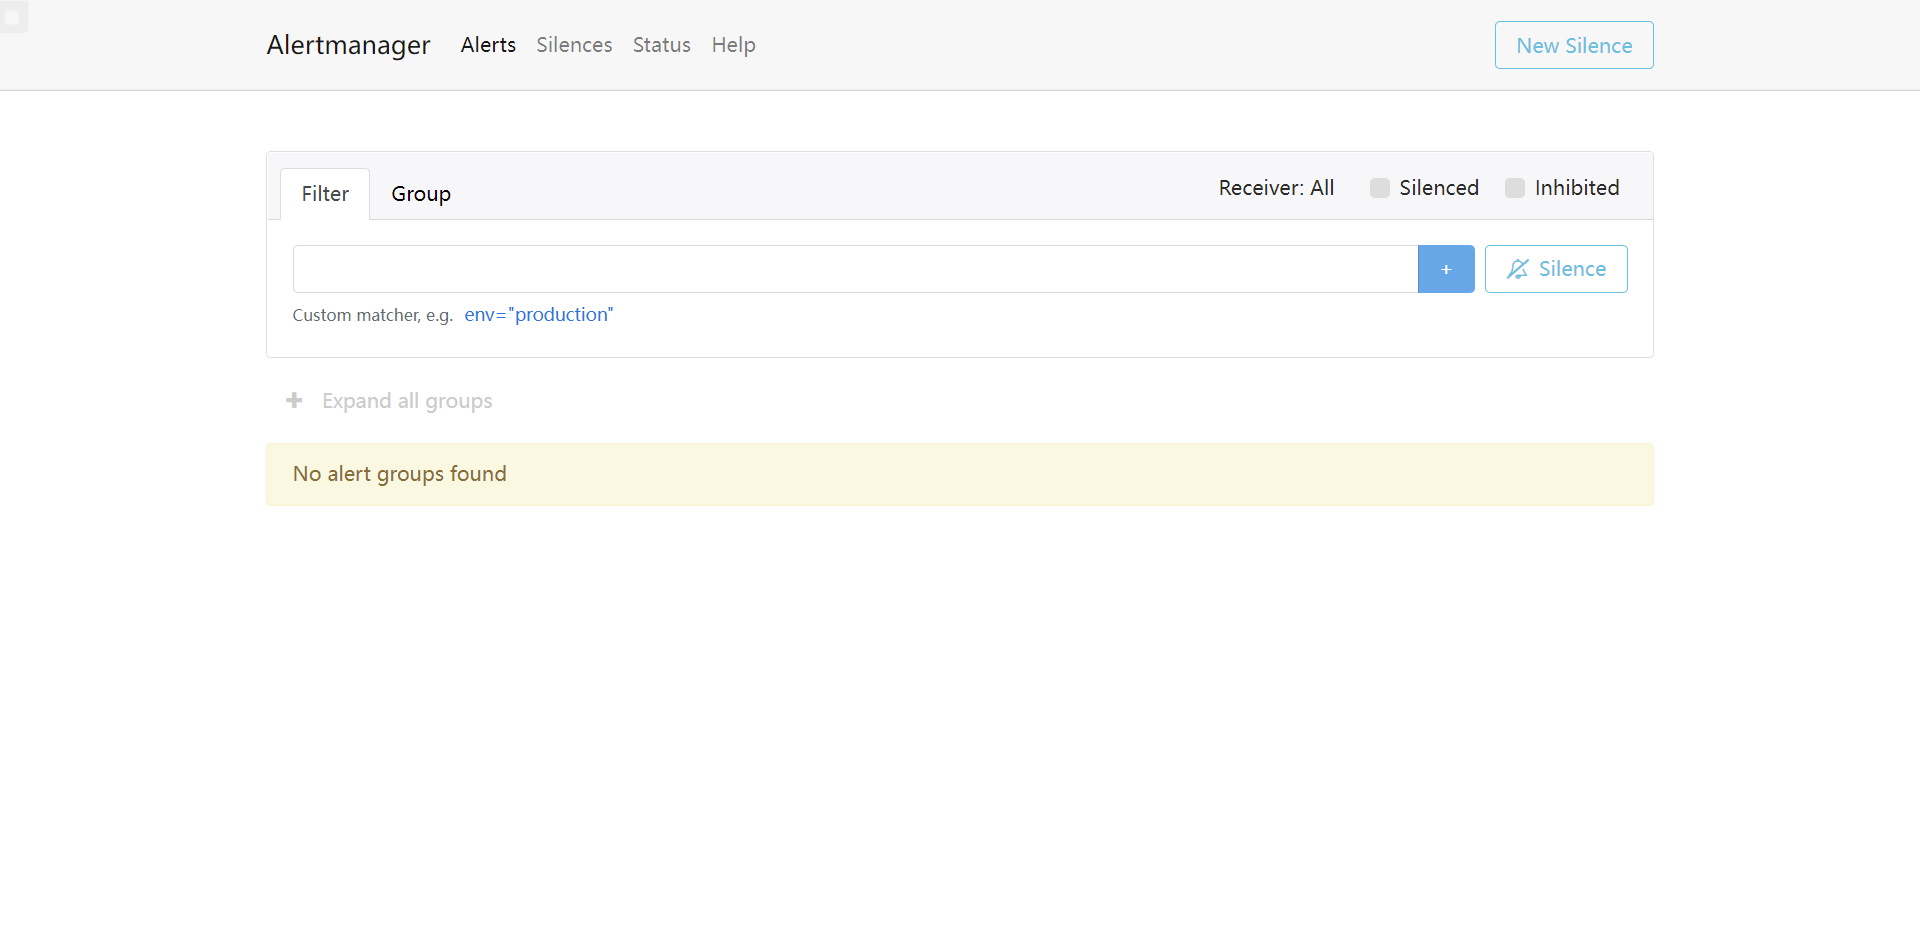 Alertmanager Alerts Silences Status Help New Silence
Filter Group Receiver: All Silenced Inhibited
+ Silence
Custom matcher, e.g. env="production"
+ Expand all groups
No alert groups found